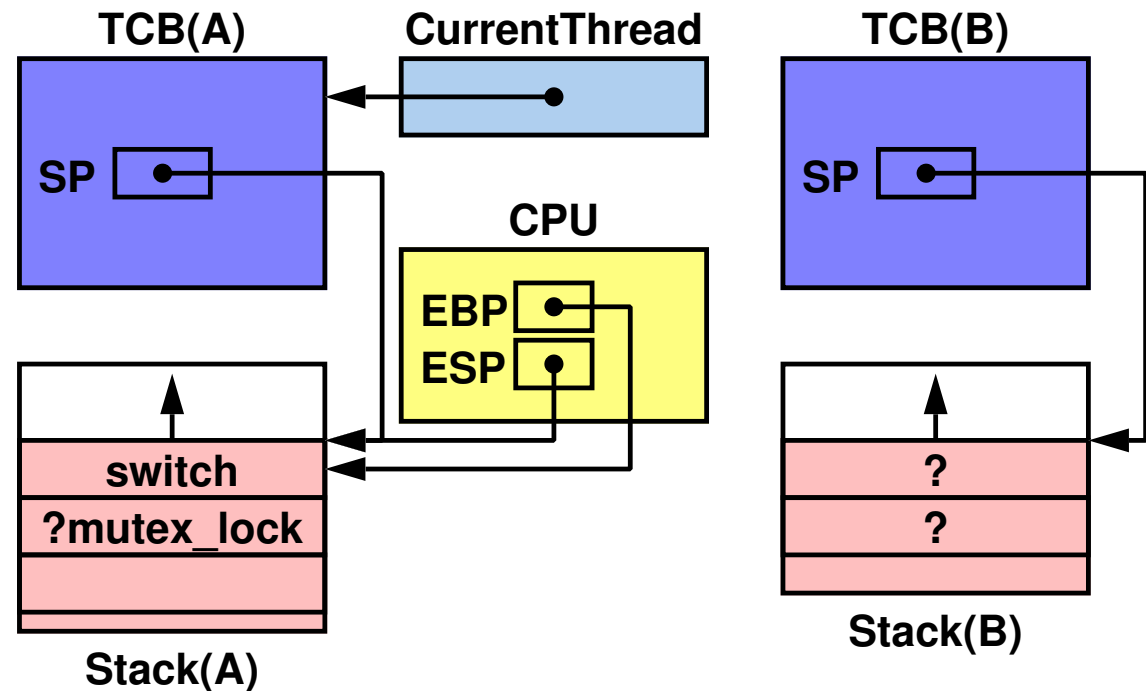 TCB(A)
CurrentThread
TCB(B)
SP
SP
CPU
EBP
ESP
switch
?mutex_lock
?
?
Stack(A)
Stack(B)